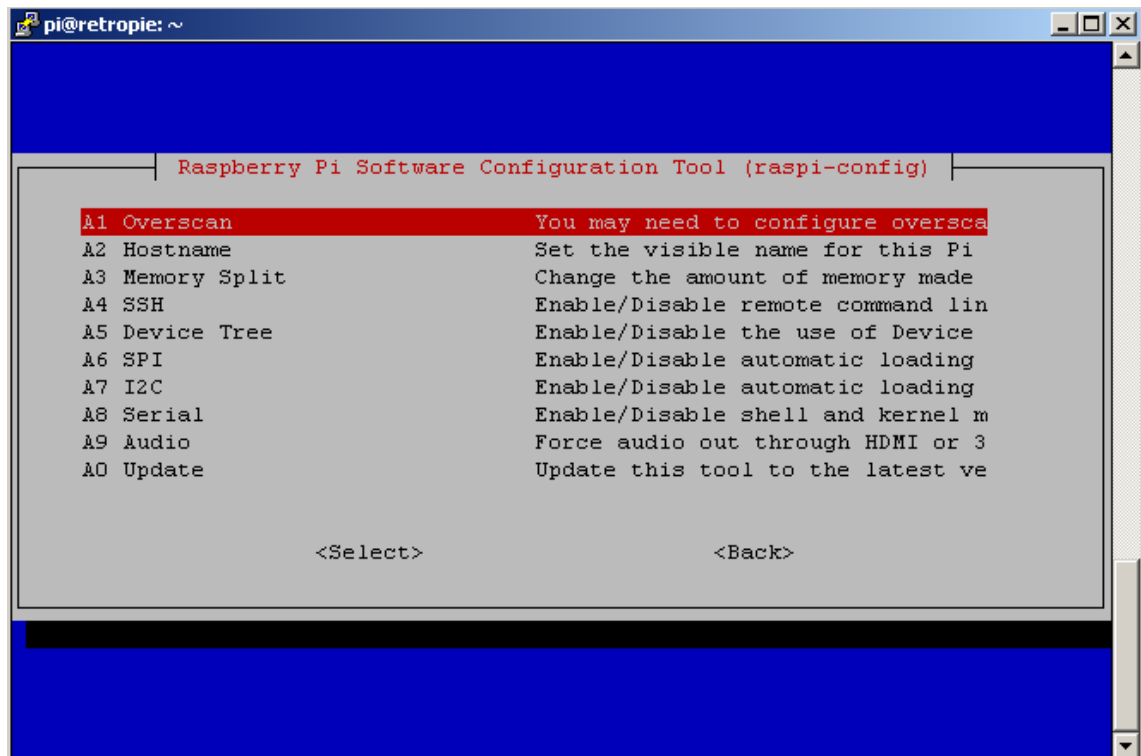 pi@retropie: ~
Raspberry Pi Software Configuration Tool (raspi-config)
A1 Overscan You may need to configure oversca
A2 Hostname Set the visible name for this Pi
A3 Memory Split Change the amount of memory made
A4 SSH Enable/Disable remote command lin
A5 Device Tree Enable/Disable the use of Device
A6 SPI Enable/Disable automatic loading
A7 I2C Enable/Disable automatic loading
A8 Serial Enable/Disable shell and kernel m
A9 Audio Force audio out through HDMI or 3
A0 Update Update this tool to the latest ve
<Select> <Back>